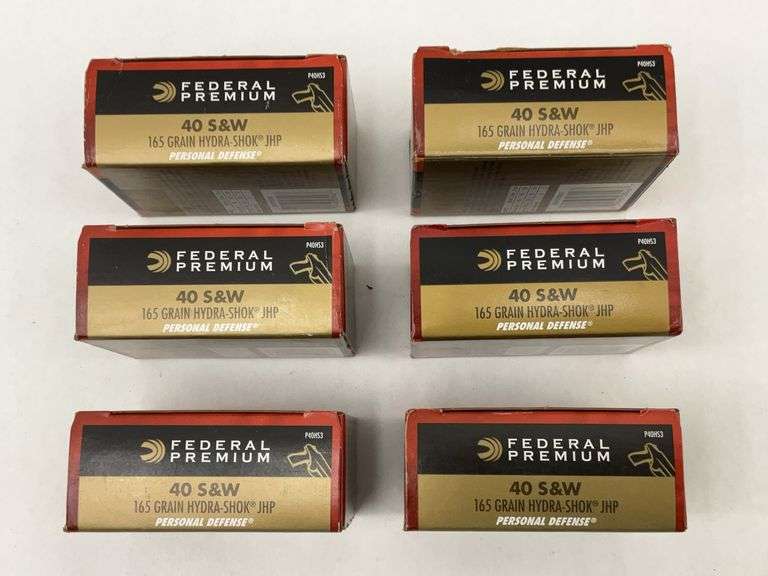 FEDERAL
PREMIUM
P40HS3
40 S&W
165 GRAIN HYDRA-SHOK® JHP
PERSONAL DEFENSE®
FEDERAL
PREMIUM
P40HS3
40 S&W
165 GRAIN HYDRA-SHOK® JHP
PERSONAL DEFENSE®
FEDERAL
PREMIUM
P40HS3
40 S&W
165 GRAIN HYDRA-SHOK® JHP
PERSONAL DEFENSE®
FEDERAL
PREMIUM
P40HS3
40 S&W
165 GRAIN HYDRA-SHOK® JHP
PERSONAL DEFENSE®
FEDERAL
PREMIUM
P40HS3
40 S&W
165 GRAIN HYDRA-SHOK® JHP
PERSONAL DEFENSE®
FEDERAL
PREMIUM
P40HS3
40 S&W
165 GRAIN HYDRA-SHOK® JHP
PERSONAL DEFENSE®